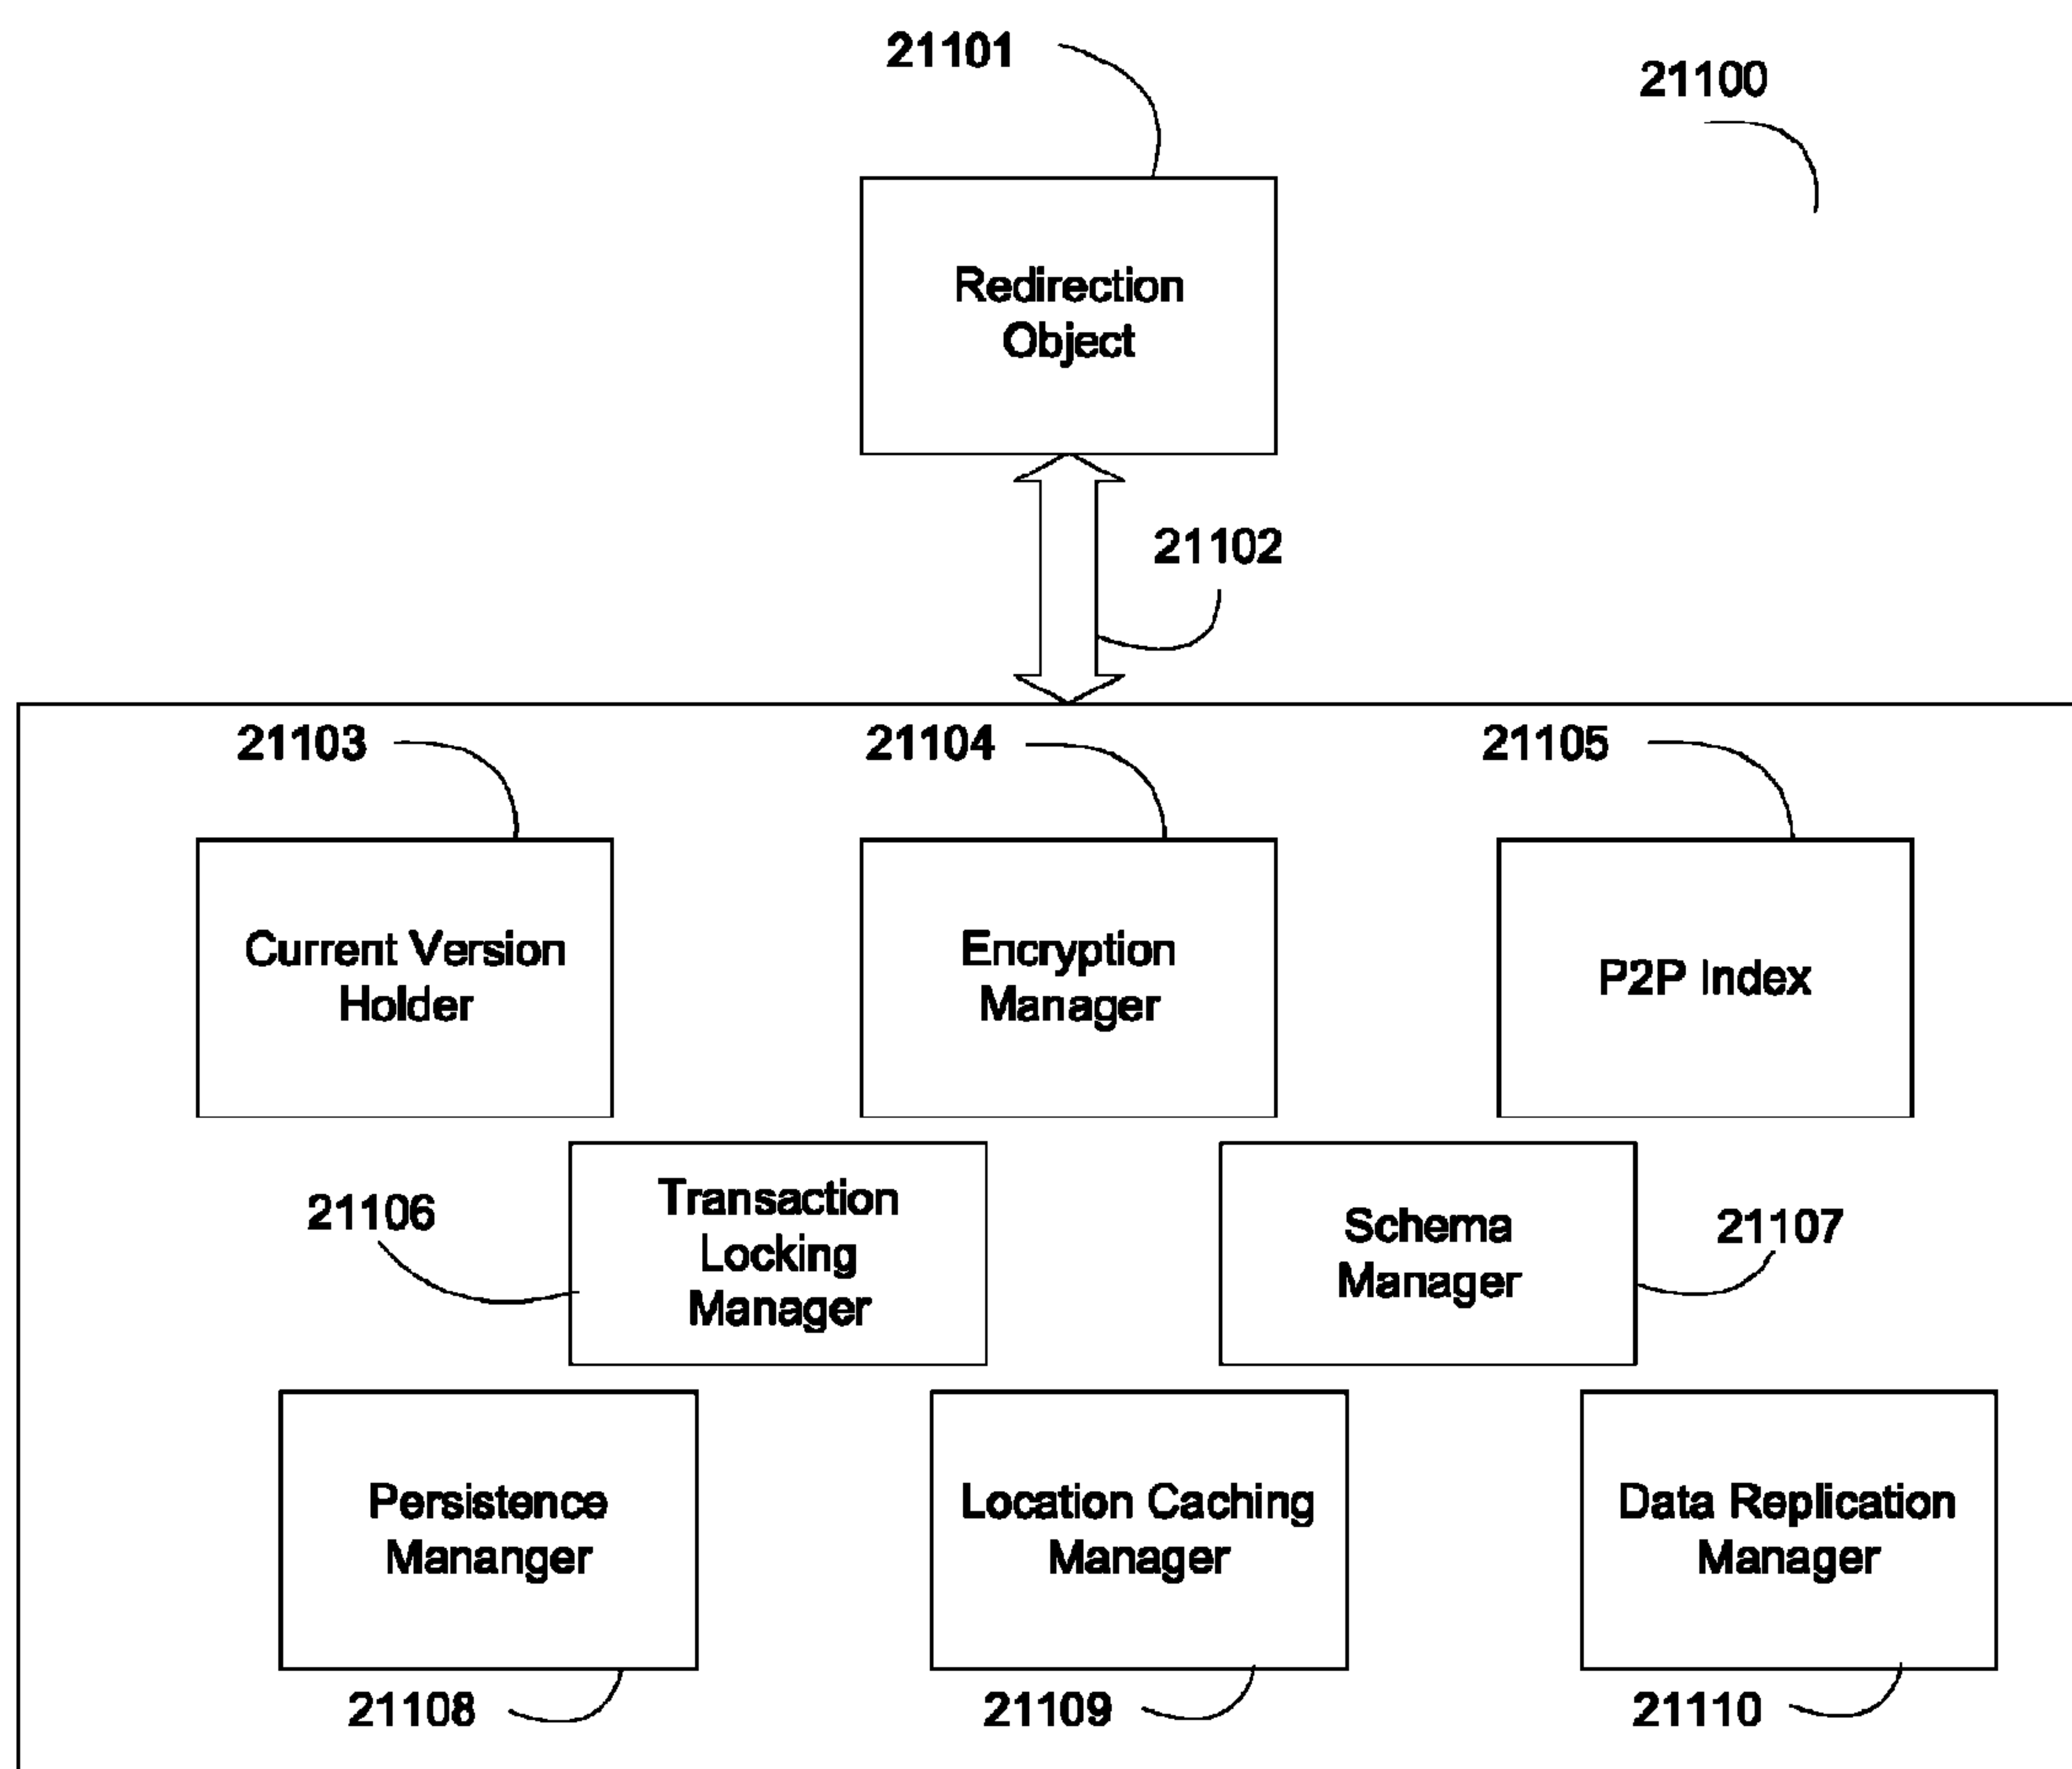 21101
21100
Redirection
Object
21102
21103
21104
21105
Current Version
Holder
Encryption
Manager
P2P Index
21106
Transaction
Locking
Manager
Schema
Manager
21107
Persistence
Mananger
Location Caching
Manager
Data Replication
Manager
21108
21109
21110